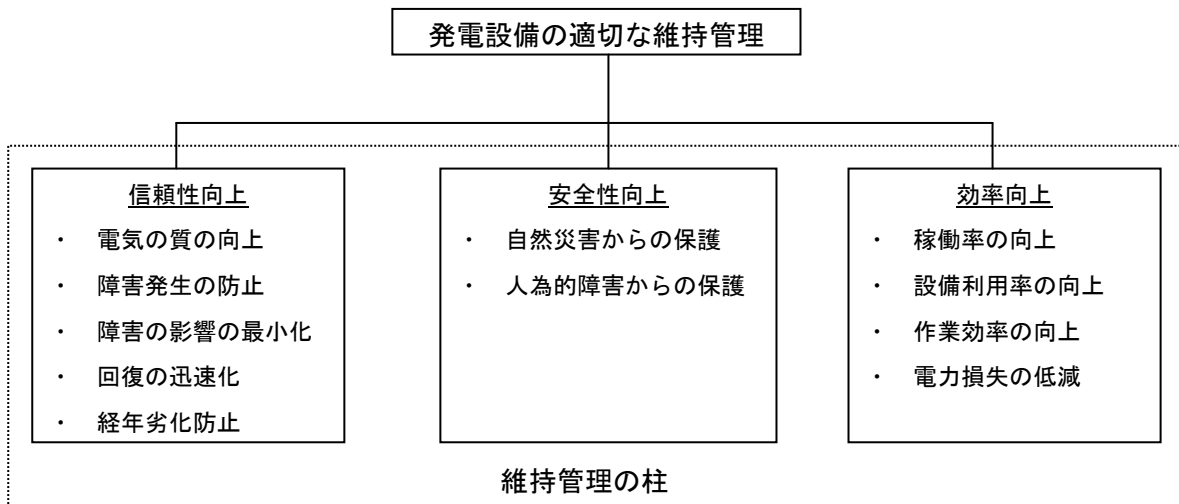 発電設備の適切な維持管理
信頼性向上
・ 電気の質の向上
・ 障害発生の防止
・ 障害の影響の最小化
・ 回復の迅速化
・ 経年劣化防止
安全性向上
・ 自然災害からの保護
・ 人為的障害からの保護
効率向上
・ 稼働率の向上
・ 設備利用率の向上
・ 作業効率の向上
・ 電力損失の低減
維持管理の柱